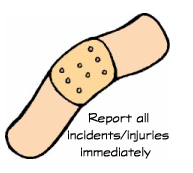 Report all
incidents/injuries
immediately